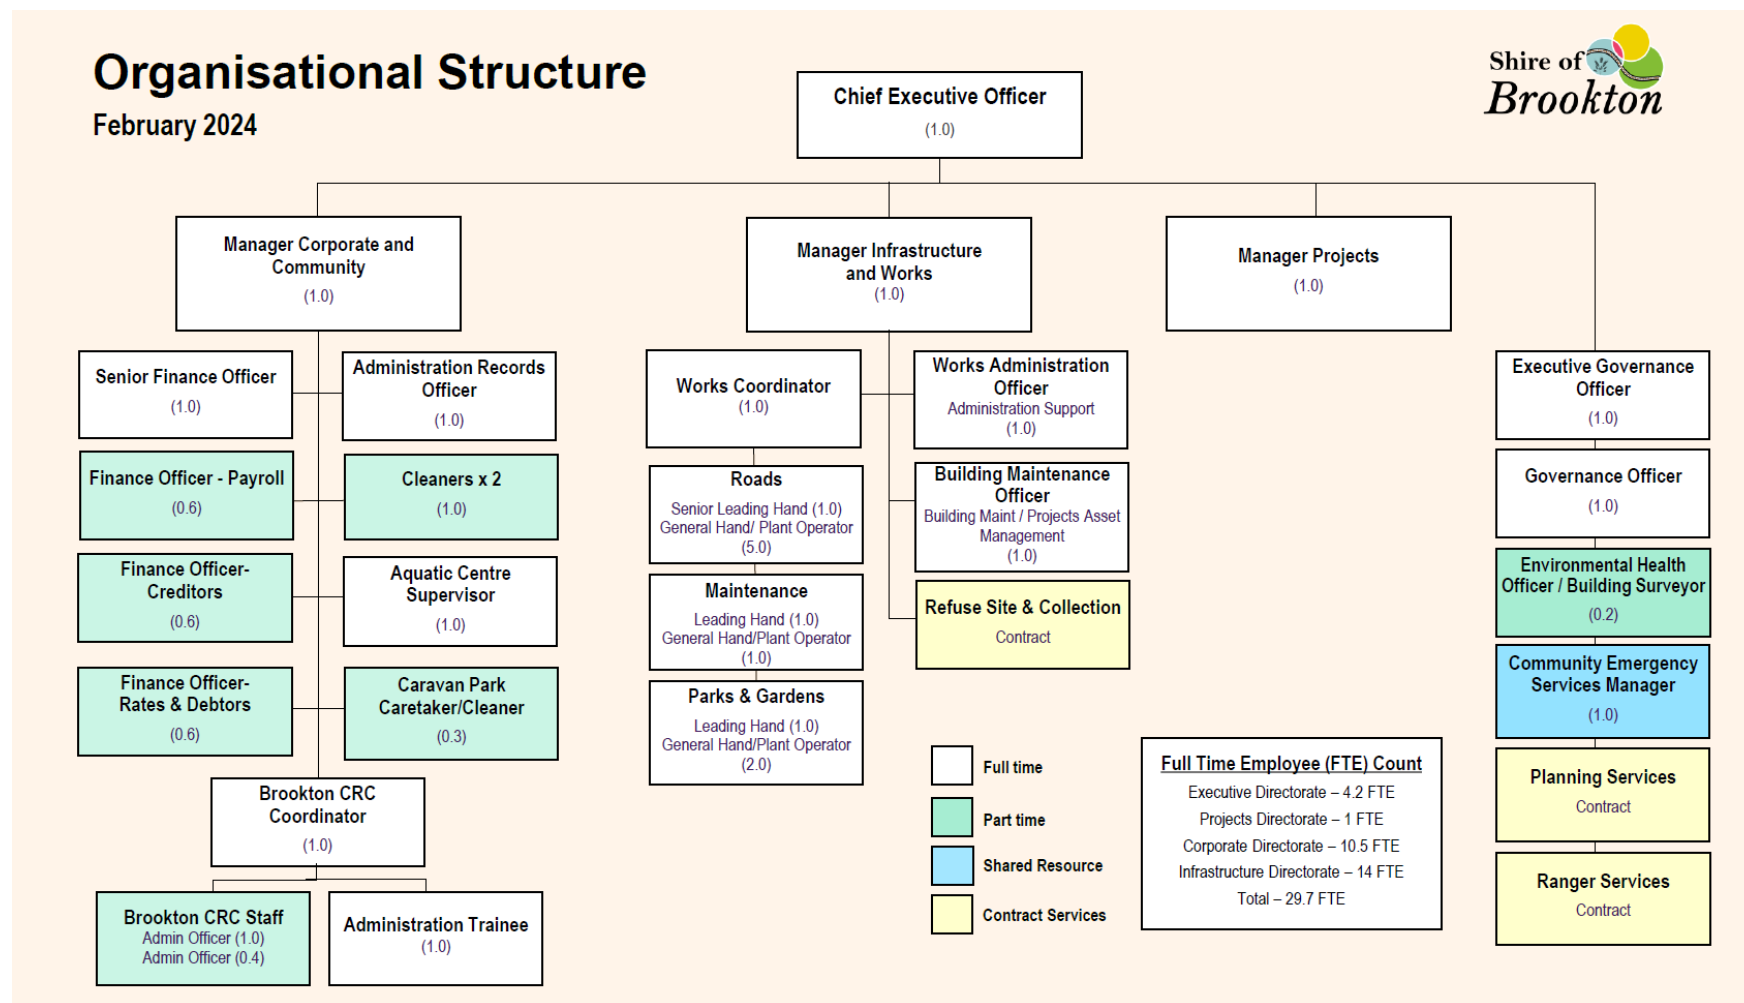 Organisational Structure
February 2024
Shire of
Brookton
Chief Executive Officer
(1.0)
Manager Corporate and
Community
(1.0)
Manager Infrastructure
and Works
(1.0)
Manager Projects
(1.0)
Senior Finance Officer
(1.0)
Administration Records
Officer
(1.0)
Finance Officer - Payroll
(0.6)
Cleaners x 2
(1.0)
Finance Officer-
Creditors
(0.6)
Aquatic Centre
Supervisor
(1.0)
Finance Officer-
Rates & Debtors
(0.6)
Caravan Park
Caretaker/Cleaner
(0.3)
Brookton CRC
Coordinator
(1.0)
Brookton CRC Staff
Admin Officer (1.0)
Admin Officer (0.4)
Administration Trainee
(1.0)
Works Coordinator
(1.0)
Roads
Senior Leading Hand (1.0)
General Hand/ Plant Operator
(5.0)
Maintenance
Leading Hand (1.0)
General Hand/Plant Operator
(1.0)
Parks & Gardens
Leading Hand (1.0)
General Hand/Plant Operator
(2.0)
Works Administration
Officer
Administration Support
(1.0)
Building Maintenance
Officer
Building Maint / Projects Asset
Management
(1.0)
Refuse Site & Collection
Contract
Executive Governance
Officer
(1.0)
Governance Officer
(1.0)
Environmental Health
Officer / Building Surveyor
(0.2)
Community Emergency
Services Manager
(1.0)
Planning Services
Contract
Ranger Services
Contract
Full time
Part time
Shared Resource
Contract Services
Full Time Employee (FTE) Count
Executive Directorate – 4.2 FTE
Projects Directorate – 1 FTE
Corporate Directorate – 10.5 FTE
Infrastructure Directorate – 14 FTE
Total – 29.7 FTE